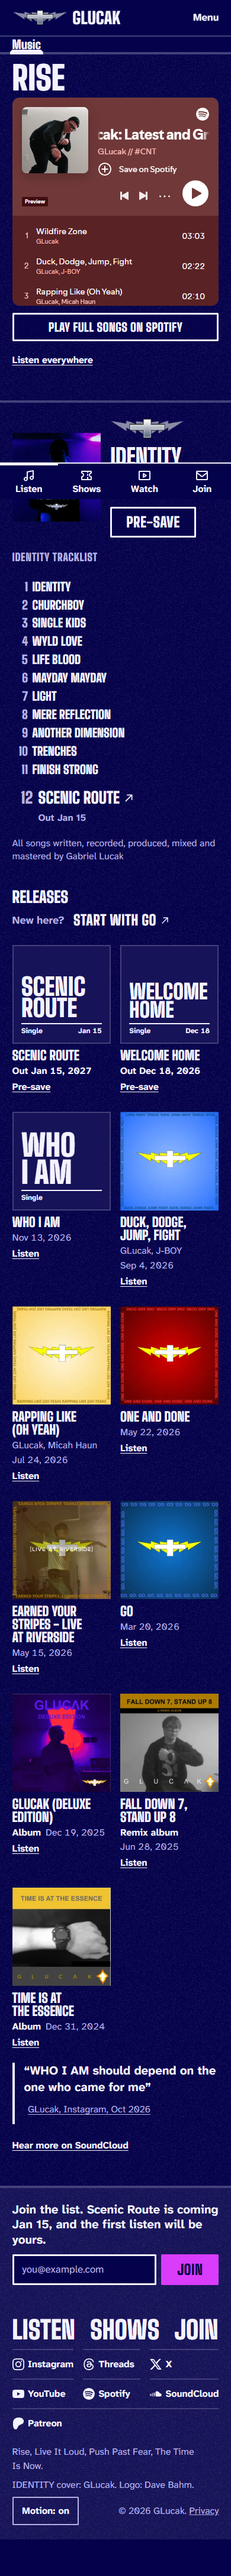 GLUCAK
Menu
Music
RISE
cak: Latest and Gr
GLucak // #CNT
Save on Spotify
Preview
1 Wildfire Zone 03:03
GLucak
2 Duck, Dodge, Jump, Fight 02:22
GLucak, J-BOY
3 Rapping Like (Oh Yeah) 02:10
GLucak, Micah Haun
PLAY FULL SONGS ON SPOTIFY
Listen everywhere
IDENTITY
Listen
Shows
Watch
Join
PRE-SAVE
IDENTITY TRACKLIST
1 IDENTITY
2 CHURCHBOY
3 SINGLE KIDS
4 WYLD LOVE
5 LIFE BLOOD
6 MAYDAY MAYDAY
7 LIGHT
8 MERE REFLECTION
9 ANOTHER DIMENSION
10 TRENCHES
11 FINISH STRONG
12 SCENIC ROUTE ↗
Out Jan 15
All songs written, recorded, produced, mixed and
mastered by Gabriel Lucak
RELEASES
New here? START WITH GO ↗
SCENIC
ROUTE
Single Jan 15
SCENIC ROUTE
Out Jan 15, 2027
Pre-save
WELCOME
HOME
Single Dec 18
WELCOME HOME
Out Dec 18, 2026
Pre-save
WHO
I AM
Single
WHO I AM
Nov 13, 2026
Listen
DUCK, DODGE,
JUMP, FIGHT
GLucak, J-BOY
Sep 4, 2026
Listen
RAPPING LIKE
(OH YEAH)
GLucak, Micah Haun
Jul 24, 2026
Listen
ONE AND DONE
May 22, 2026
Listen
(LIVE AT RIVERSIDE)
EARNED YOUR
STRIPES - LIVE
AT RIVERSIDE
May 15, 2026
Listen
GO
Mar 20, 2026
Listen
GLUCAK
DELUXE EDITION
GLUCAK (DELUXE
EDITION)
Album Dec 19, 2025
Listen
FALL DOWN 7, STAND UP 8
G L U C A K
FALL DOWN 7,
STAND UP 8
Remix album
Jun 28, 2025
Listen
TIME IS AT THE ESSENCE
G L U C A K
TIME IS AT
THE ESSENCE
Album Dec 31, 2024
Listen
“WHO I AM should depend on the
one who came for me”
GLucak, Instagram, Oct 2026
Hear more on SoundCloud
Join the list. Scenic Route is coming
Jan 15, and the first listen will be
yours.
you@example.com
JOIN
LISTEN SHOWS JOIN
Instagram
Threads
X
YouTube
Spotify
SoundCloud
Patreon
Rise, Live It Loud, Push Past Fear, The Time
Is Now.
IDENTITY cover: GLucak. Logo: Dave Bahm.
Motion: on
© 2026 GLucak. Privacy